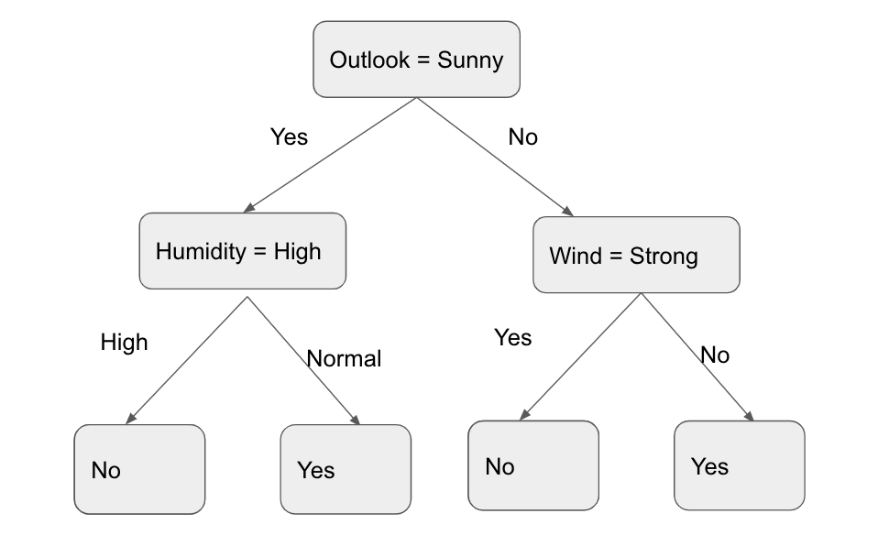 Outlook = Sunny
Yes
No
Humidity = High
Wind = Strong
High
Normal
Yes
No
No
Yes
No
Yes